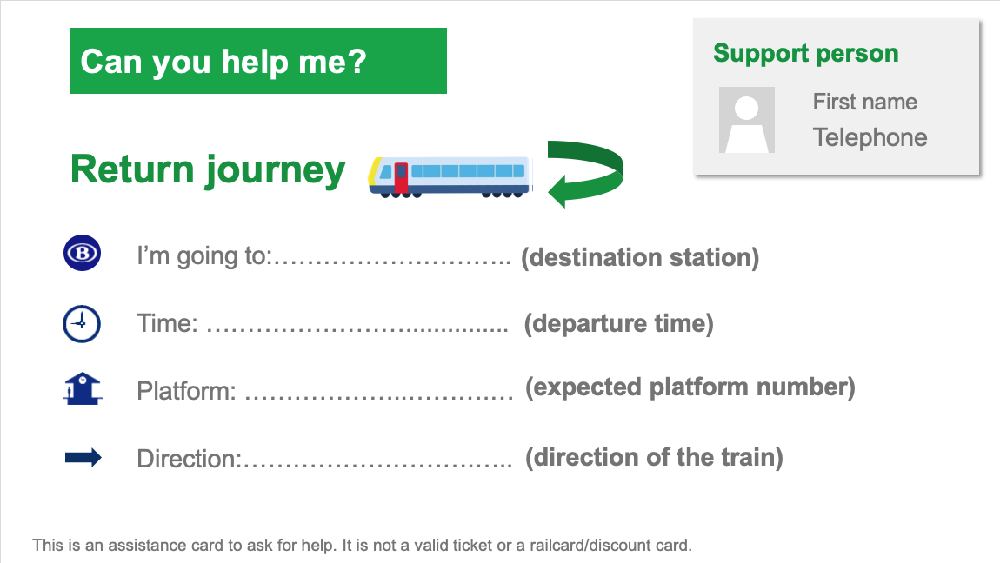 Can you help me?
Support person
First name
Telephone
Return journey
B
I'm going to:……………………….. (destination station)
Time: ……………………............... (departure time)
Platform: ………………..……….… (expected platform number)
Direction:………………………….. (direction of the train)
This is an assistance card to ask for help. It is not a valid ticket or a railcard/discount card.